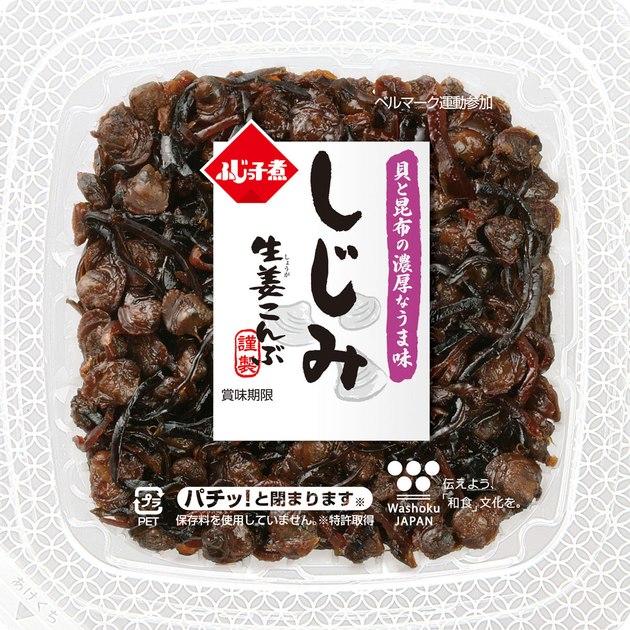 ベルマーク運動参加
ふじっ子煮
貝と昆布の濃厚なうま味
しじみ
生姜こんぶ
しょうが
謹製
賞味期限
プラ
PET
パチッ!と閉まります※
保存料を使用していません。※特許取得
Washoku
JAPAN
伝えよう、
「和食」文化を。
あけくち